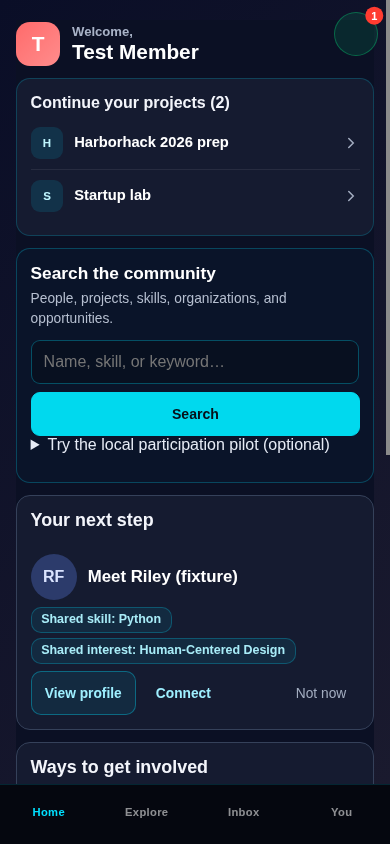 T
Welcome,
Test Member
1
Continue your projects (2)
H
Harborhack 2026 prep
S
Startup lab
Search the community
People, projects, skills, organizations, and
opportunities.
Name, skill, or keyword…
Search
Try the local participation pilot (optional)
Your next step
RF
Meet Riley (fixture)
Shared skill: Python
Shared interest: Human-Centered Design
View profile
Connect
Not now
Ways to get involved
Home
Explore
Inbox
You